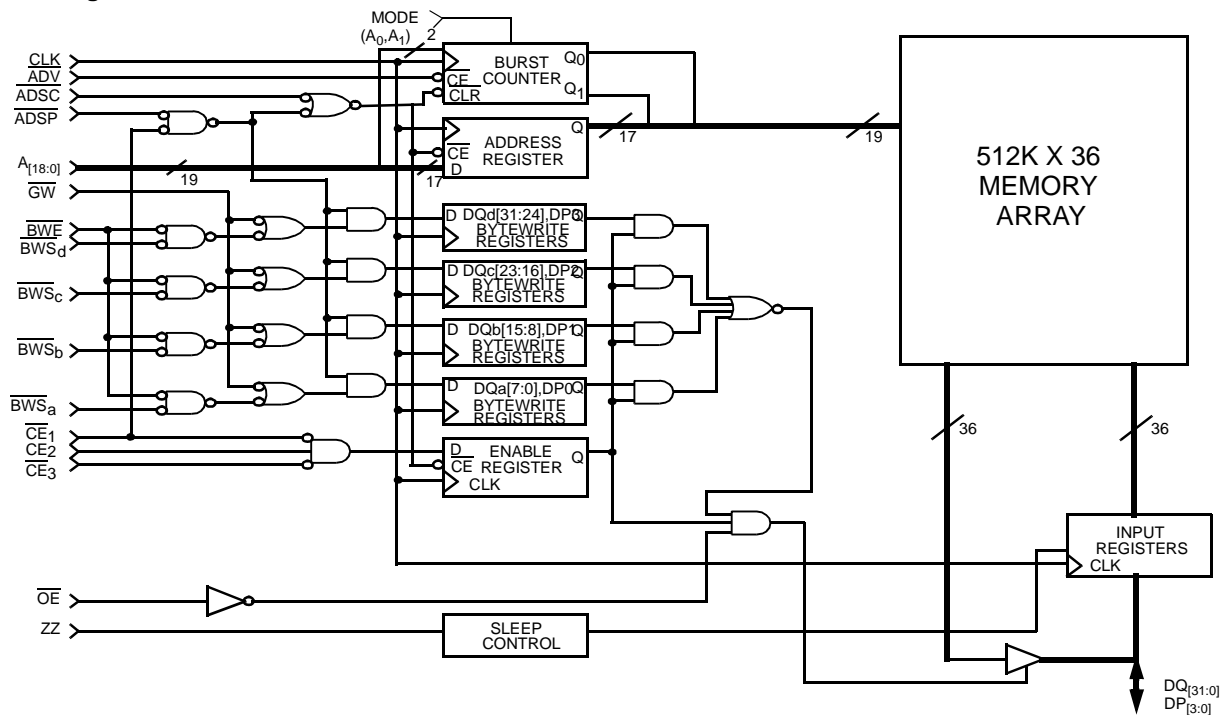 MODE
(A0,A1)
2
CLK
ADV
ADSC
ADSP
A[18:0]
19
GW
BWE
BWSd
BWSc
BWSb
BWSa
CE1
CE2
CE3
OE
ZZ
BURST
COUNTER
CE
CLR
Q0
Q1
ADDRESS
REGISTER
CE
D
Q
17
17
19
D DQd[31:24],DP3 Q
BYTEWRITE
REGISTERS
D DQc[23:16],DP2 Q
BYTEWRITE
REGISTERS
D DQb[15:8],DP1 Q
BYTEWRITE
REGISTERS
D DQa[7:0],DP0 Q
BYTEWRITE
REGISTERS
D ENABLE Q
CE REGISTER
CLK
SLEEP
CONTROL
512K X 36
MEMORY
ARRAY
36
36
INPUT
REGISTERS
CLK
DQ[31:0]
DP[3:0]